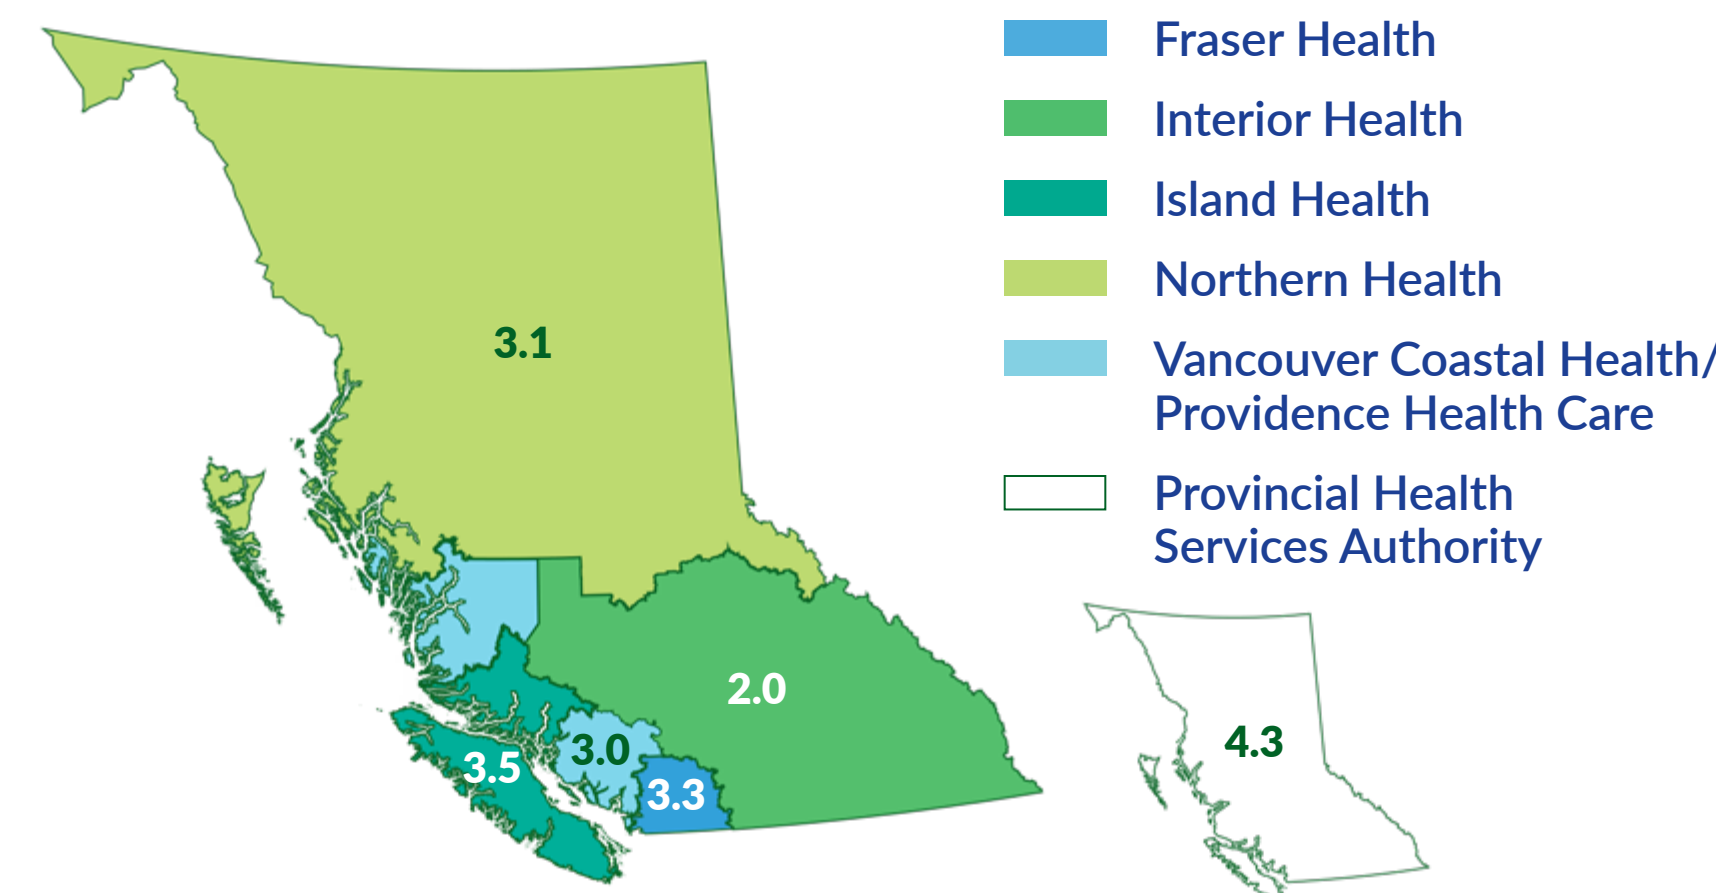 Fraser Health
Interior Health
Island Health
Northern Health
Vancouver Coastal Health/
Providence Health Care
Provincial Health
Services Authority
3.1
2.0
3.0
3.5
3.3
4.3